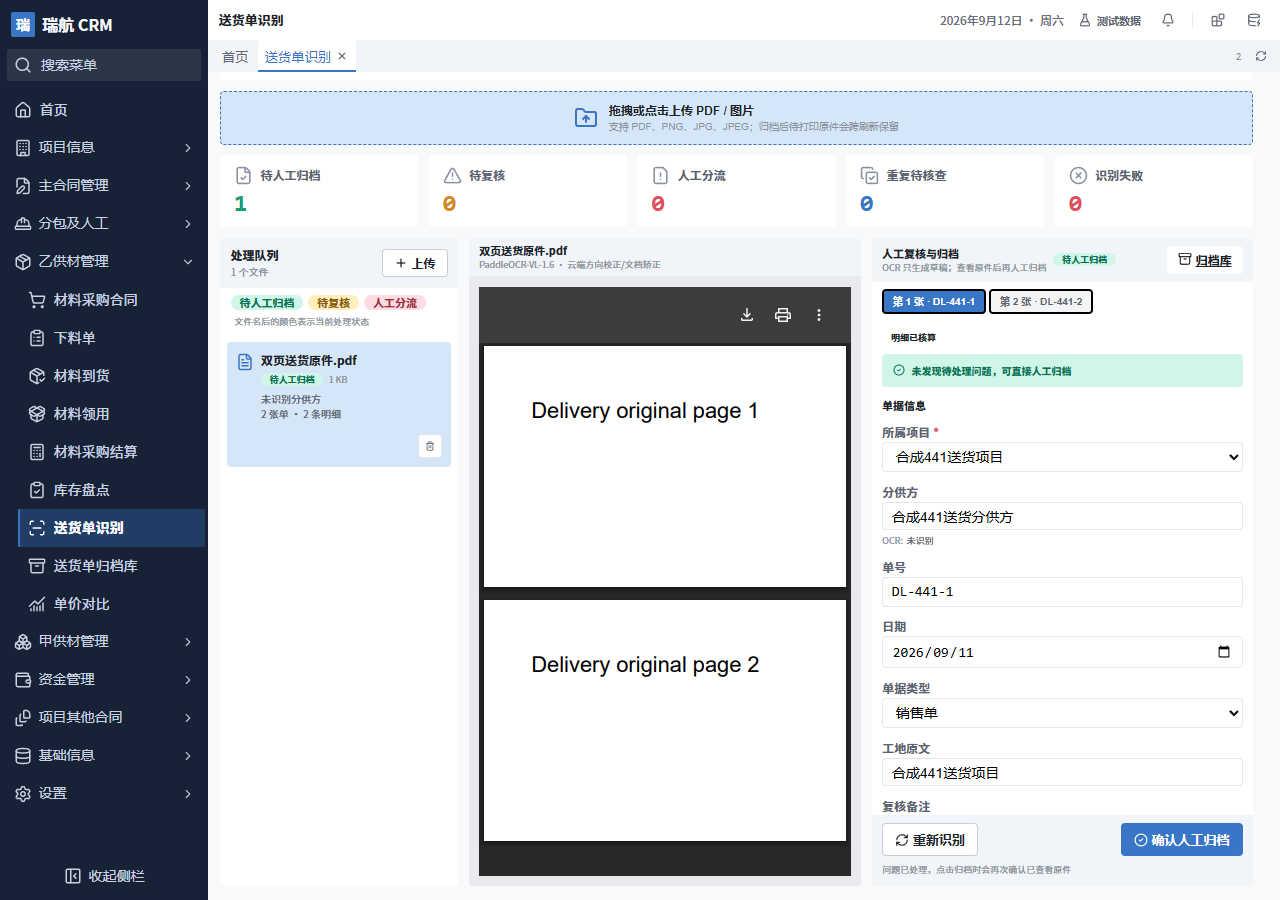 瑞 瑞航 CRM
搜索菜单
首页
项目信息
主合同管理
分包及人工
乙供材管理
材料采购合同
下料单
材料到货
材料领用
材料采购结算
库存盘点
送货单识别
送货单归档库
单价对比
甲供材管理
资金管理
项目其他合同
基础信息
设置
收起侧栏
送货单识别
2026年9月12日 · 周六 测试数据
首页 送货单识别 2
拖拽或点击上传 PDF / 图片
支持 PDF、PNG、JPG、JPEG；归档后待打印原件会跨刷新保留
待人工归档
1
待复核
0
人工分流
0
重复待核查
0
识别失败
0
处理队列
1 个文件
上传
待人工归档 待复核 人工分流
文件名后的颜色表示当前处理状态
双页送货原件.pdf
待人工归档 1 KB
未识别分供方
2 张单 · 2 条明细
双页送货原件.pdf
PaddleOCR-VL-1.6 · 云端方向校正/文档矫正
Delivery original page 1
Delivery original page 2
人工复核与归档
OCR 只生成草稿；查看原件后再人工归档
待人工归档
归档库
第 1 张 · DL-441-1 第 2 张 · DL-441-2
明细已核算
未发现待处理问题，可直接人工归档
单据信息
所属项目 *
合成441送货项目
分供方
合成441送货分供方
OCR: 未识别
单号
DL-441-1
日期
2026/09/11
单据类型
销售单
工地原文
合成441送货项目
复核备注
重新识别 确认人工归档
问题已处理，点击归档时会再次确认已查看原件